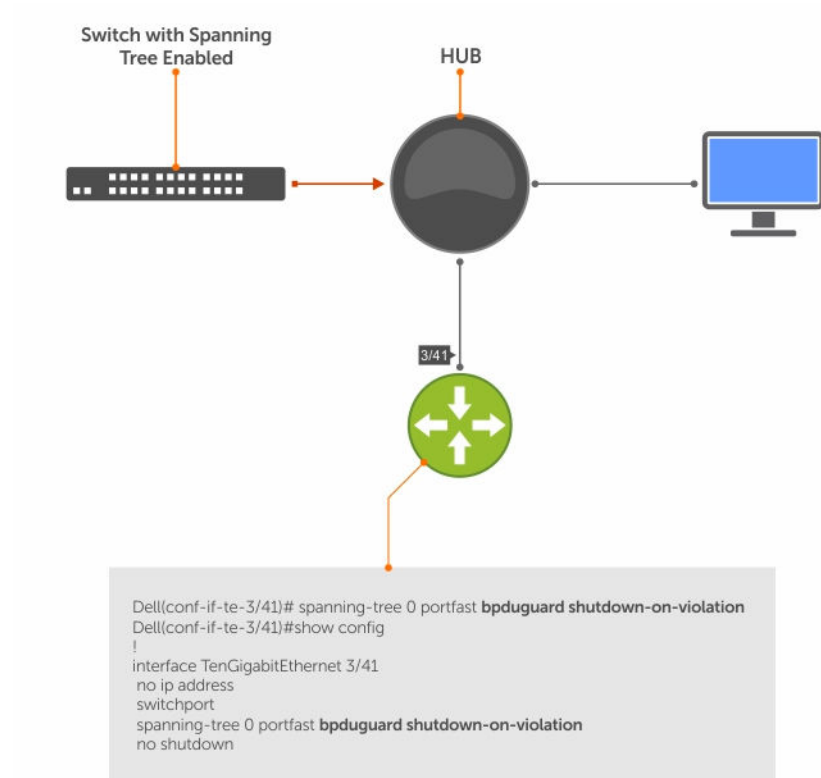 Switch with Spanning
Tree Enabled
HUB
3/41
Dell(conf-if-te-3/41)# spanning-tree 0 portfast bpduguard shutdown-on-violation
Dell(conf-if-te-3/41)#show config
!
interface TenGigabitEthernet 3/41
no ip address
switchport
spanning-tree 0 portfast bpduguard shutdown-on-violation
no shutdown